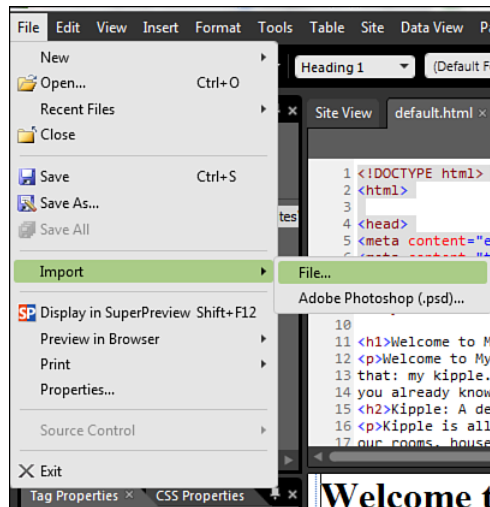 File Edit View Insert Format Tools Table Site Data View
New
Open... Ctrl+O
Recent Files
Close
Save Ctrl+S
Save As...
Save All
Import
File...
Adobe Photoshop (.psd)...
Display in SuperPreview Shift+F12
Preview in Browser
Print
Properties...
Source Control
Exit
Heading 1 (Default F
Site View default.html
1 <!DOCTYPE html>
2 <html>
3
4 <head>
5 <meta content="e
10
11 <h1>Welcome to M
12 <p>Welcome to My
13 that: my kipple.
14 you already know
15 <h2>Kipple: A de
16 <p>Kipple is all
17 our rooms, house
Tag Properties CSS Properties
Welcome t